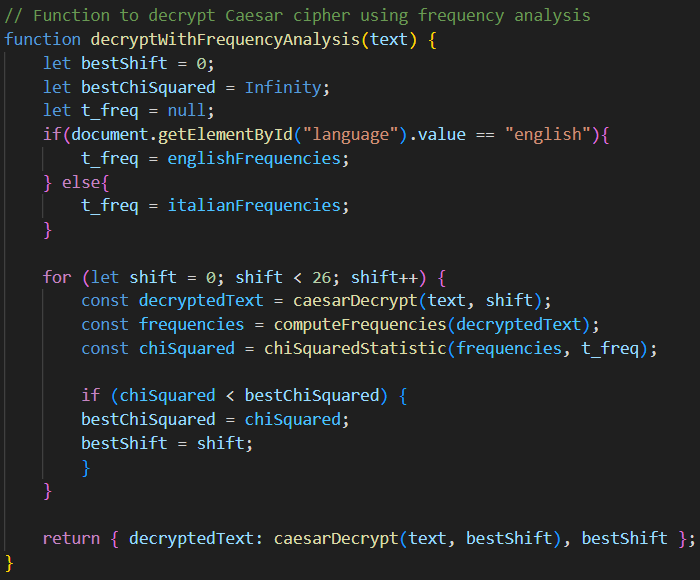 // Function to decrypt Caesar cipher using frequency analysis
function decryptWithFrequencyAnalysis(text) {
    let bestShift = 0;
    let bestChiSquared = Infinity;
    let t_freq = null;
    if(document.getElementById("language").value == "english"){
        t_freq = englishFrequencies;
    } else{
        t_freq = italianFrequencies;
    }

    for (let shift = 0; shift < 26; shift++) {
        const decryptedText = caesarDecrypt(text, shift);
        const frequencies = computeFrequencies(decryptedText);
        const chiSquared = chiSquaredStatistic(frequencies, t_freq);

        if (chiSquared < bestChiSquared) {
        bestChiSquared = chiSquared;
        bestShift = shift;
        }
    }

    return { decryptedText: caesarDecrypt(text, bestShift), bestShift };
}